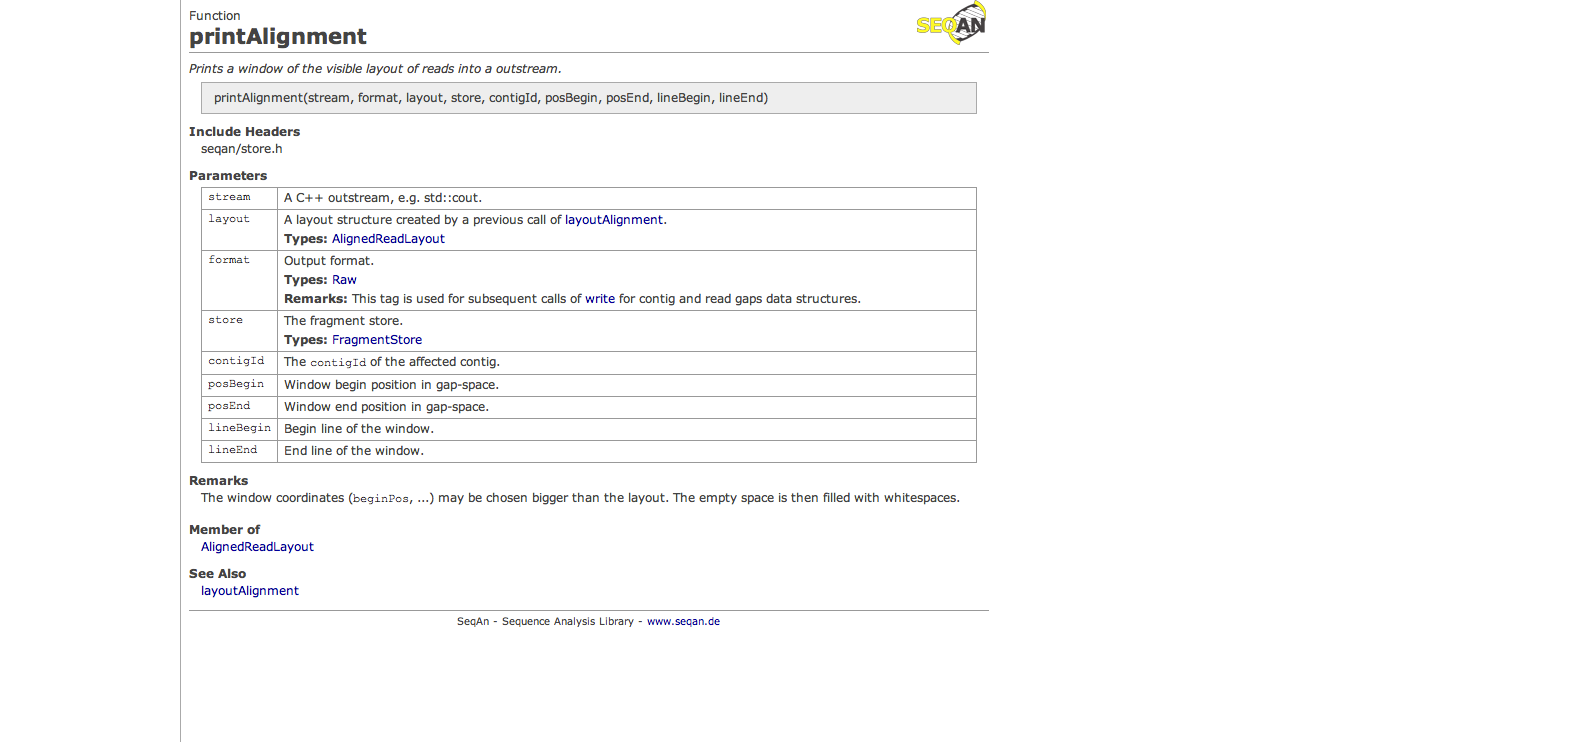 Function
printAlignment
SEQAN
Prints a window of the visible layout of reads into a outstream.
printAlignment(stream, format, layout, store, contigId, posBegin, posEnd, lineBegin, lineEnd)
Include Headers
seqan/store.h
Parameters
stream A C++ outstream, e.g. std::cout.
layout A layout structure created by a previous call of layoutAlignment.
Types: AlignedReadLayout
format Output format.
Types: Raw
Remarks: This tag is used for subsequent calls of write for contig and read gaps data structures.
store The fragment store.
Types: FragmentStore
contigId The contigId of the affected contig.
posBegin Window begin position in gap-space.
posEnd Window end position in gap-space.
lineBegin Begin line of the window.
lineEnd End line of the window.
Remarks
The window coordinates (beginPos, ...) may be chosen bigger than the layout. The empty space is then filled with whitespaces.
Member of
AlignedReadLayout
See Also
layoutAlignment
SeqAn - Sequence Analysis Library - www.seqan.de